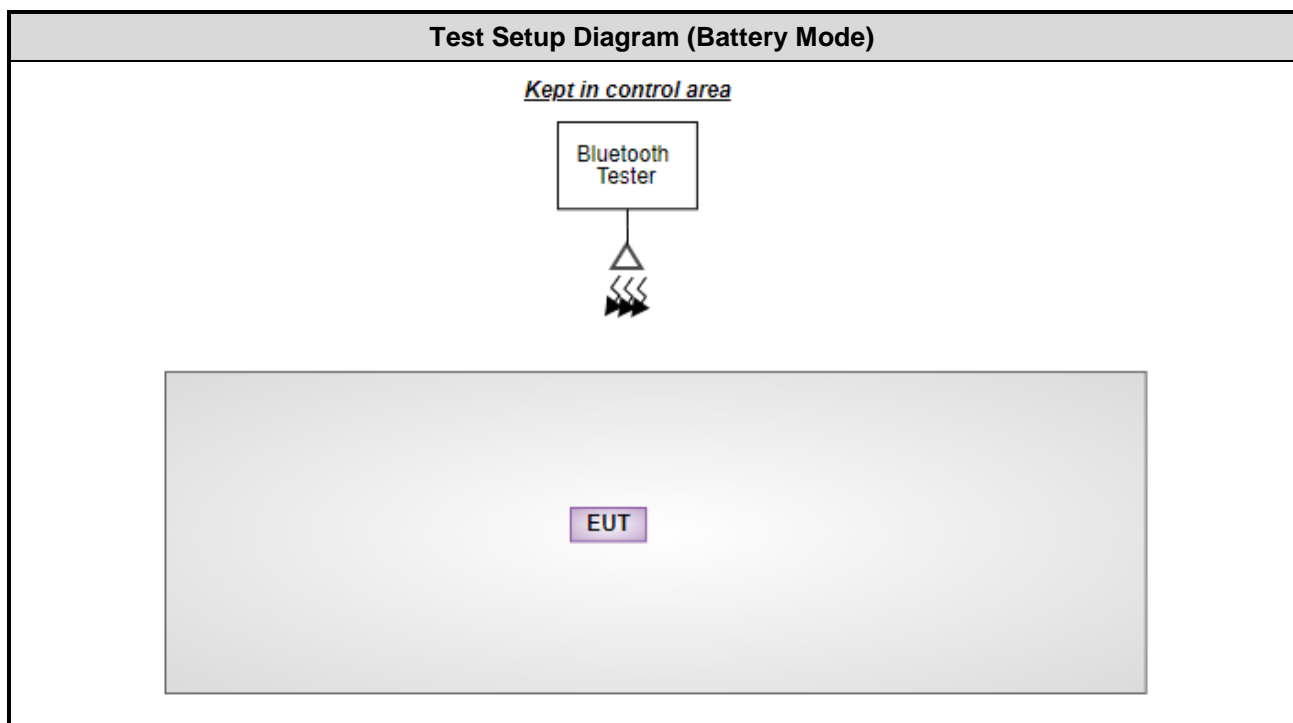 Test Setup Diagram (Battery Mode)
Kept in control area
Bluetooth
Tester
EUT